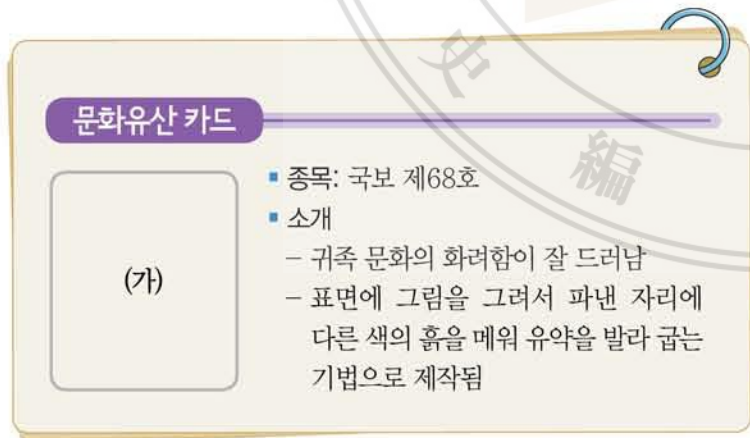 史
編
문화유산 카드
(가)
▪ 종목: 국보 제68호
▪ 소개
– 귀족 문화의 화려함이 잘 드러남
– 표면에 그림을 그려서 파낸 자리에
다른 색의 흙을 메워 유약을 발라 굽는
기법으로 제작됨